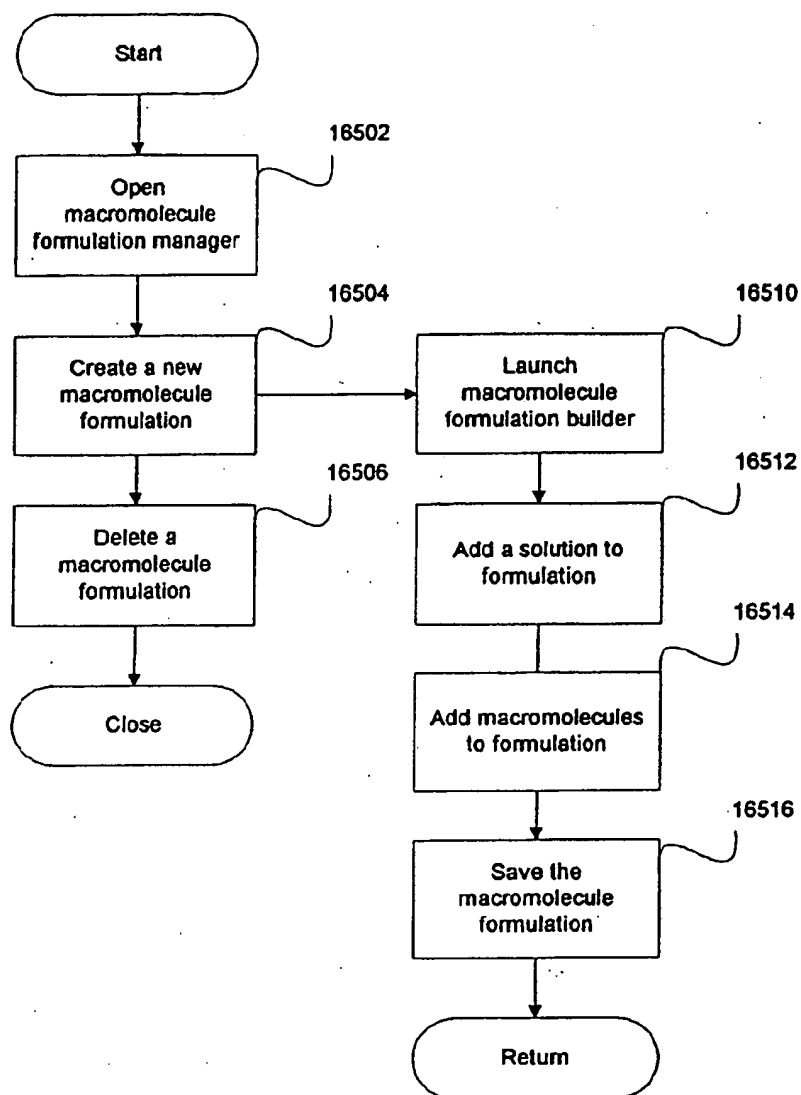 Start
16502
Open
macromolecule
formulation manager
16504
Create a new
macromolecule
formulation
16506
Delete a
macromolecule
formulation
Close
16510
Launch
macromolecule
formulation builder
16512
Add a solution to
formulation
16514
Add macromolecules
to formulation
16516
Save the
macromolecule
formulation
Return